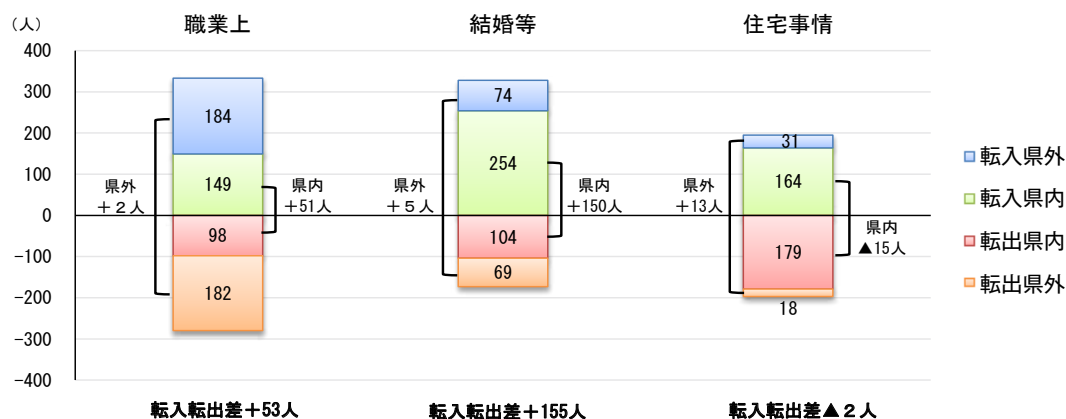 （人）
職業上
結婚等
住宅事情
400
300
200
100
0
-100
-200
-300
-400
184
149
98
182
県外
＋２人
県内
+51人
74
254
104
69
県外
＋５人
県内
+150人
31
164
179
18
県外
+13人
県内
▲15人
転入県外
転入県内
転出県内
転出県外
転入転出差＋53人
転入転出差＋155人
転入転出差▲２人